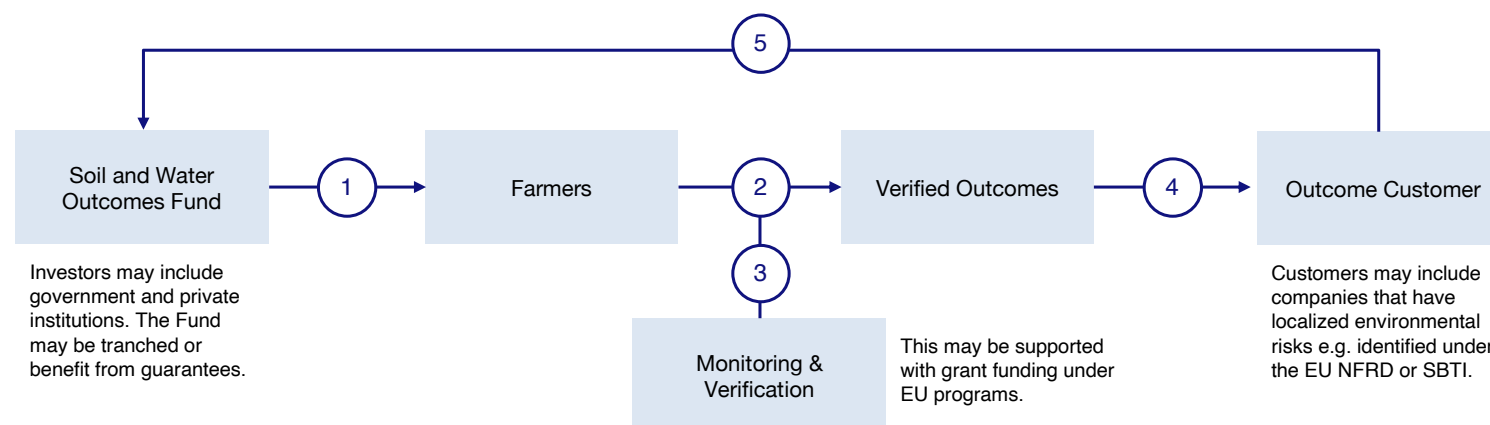 5
Soil and Water
Outcomes Fund
1
Farmers
2
Verified Outcomes
4
Outcome Customer
Investors may include
government and private
institutions. The Fund
may be tranched or
benefit from guarantees.
3
Monitoring &
Verification
This may be supported
with grant funding under
EU programs.
Customers may include
companies that have
localized environmental
risks e.g. identified under
the EU NFRD or SBTI.